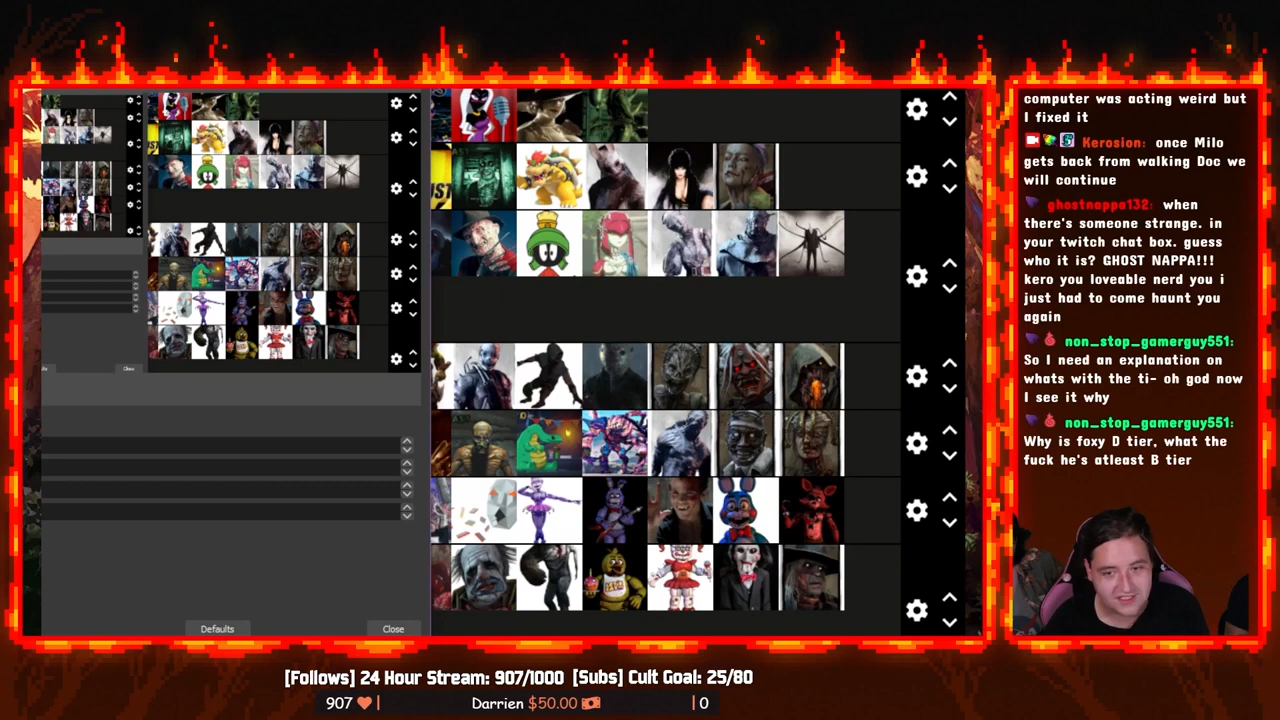 computer was acting weird but
I fixed it
Kerosion: once Milo
gets back from walking Doc we
will continue
ghostnappa132: when
there's someone strange. in
your twitch chat box. guess
who it is? GHOST NAPPA!!!
kero you loveable nerd you i
just had to come haunt you
again
non_stop_gamerguy551:
So I need an explanation on
whats with the ti- oh god now
I see it why
non_stop_gamerguy551:
Why is foxy D tier, what the
fuck he's atleast B tier
Close
Defaults
Close
[Follows] 24 Hour Stream: 907/1000 [Subs] Cult Goal: 25/80
907 Darrien $50.00 0